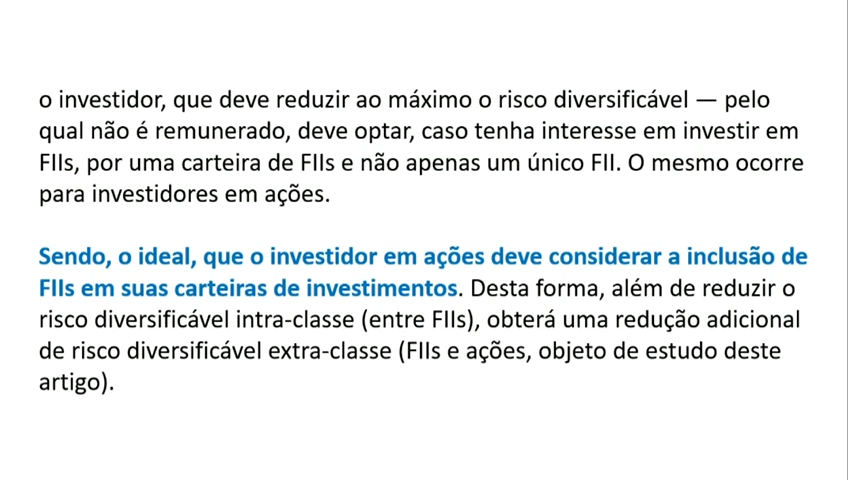 o investidor, que deve reduzir ao máximo o risco diversificável — pelo
qual não é remunerado, deve optar, caso tenha interesse em investir em
FIIs, por uma carteira de FIIs e não apenas um único FII. O mesmo ocorre
para investidores em ações.
Sendo, o ideal, que o investidor em ações deve considerar a inclusão de
FIIs em suas carteiras de investimentos. Desta forma, além de reduzir o
risco diversificável intra-classe (entre FIIs), obterá uma redução adicional
de risco diversificável extra-classe (FIIs e ações, objeto de estudo deste
artigo).